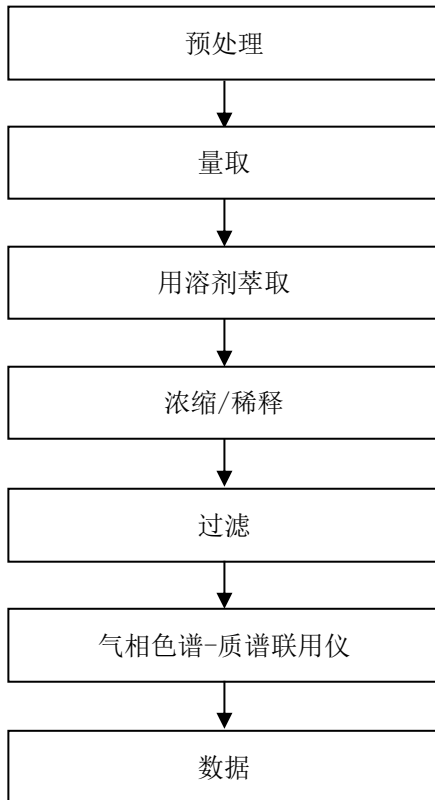 预处理
量取
用溶剂萃取
浓缩/稀释
过滤
气相色谱-质谱联用仪
数据